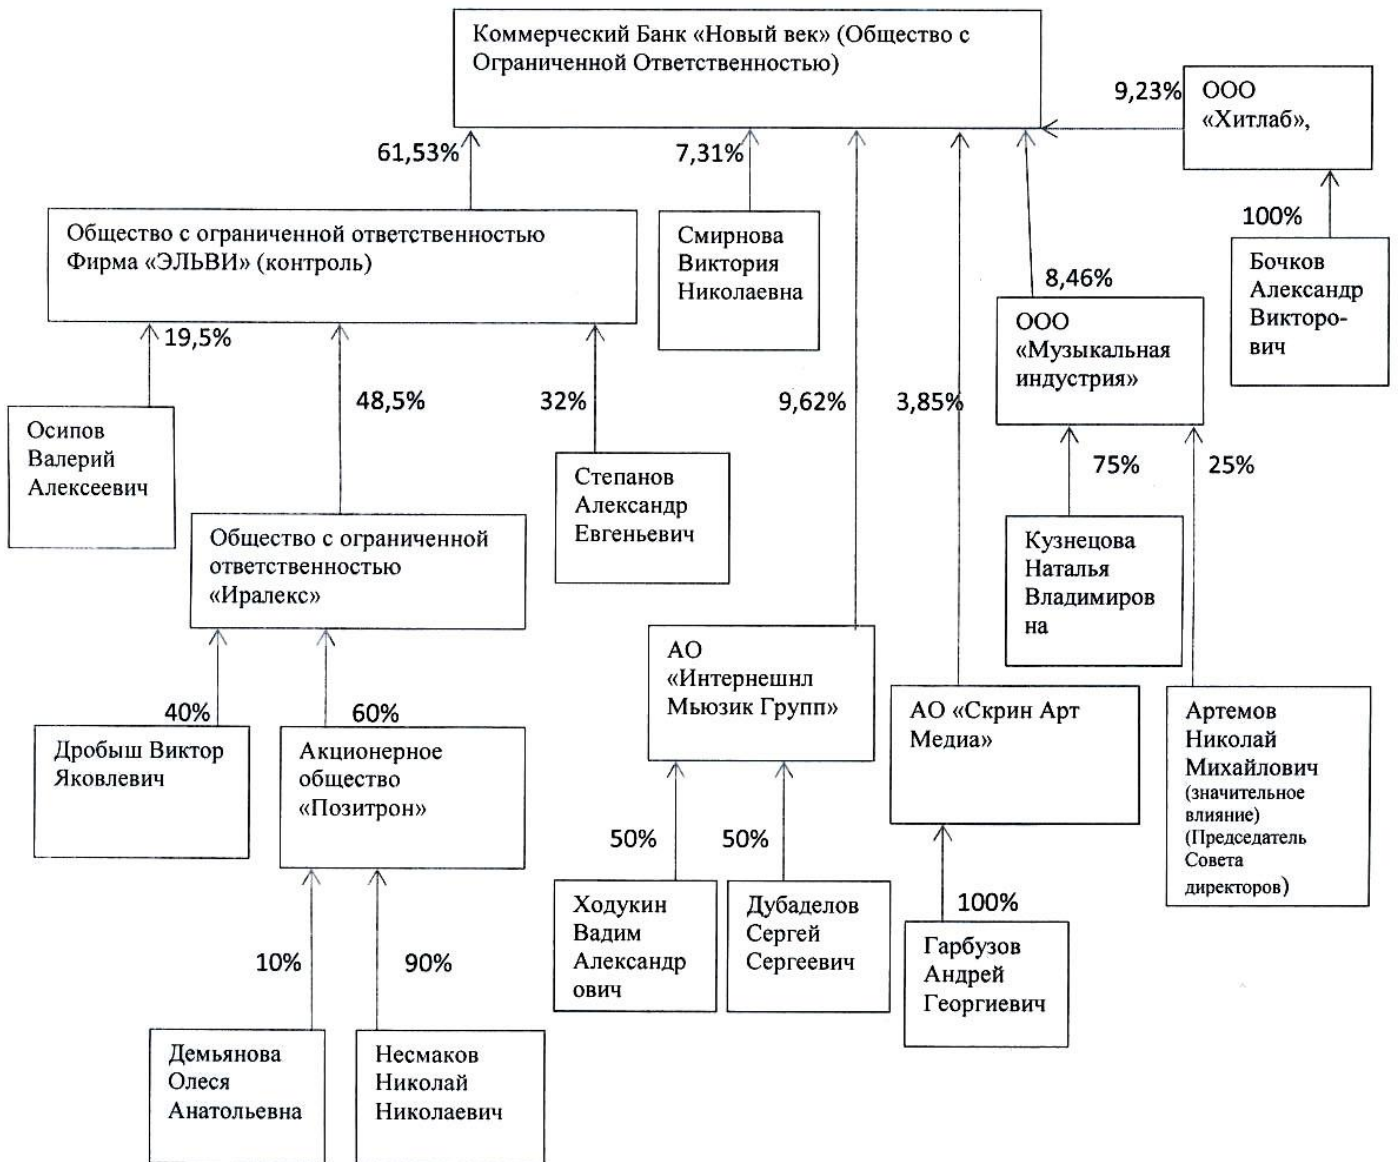 Коммерческий Банк «Новый век» (Общество с
Ограниченной Ответственностью)
9,23%
ООО
«Хитлаб»,
61,53%
7,31%
100%
Общество с ограниченной ответственностью
Фирма «ЭЛЬВИ» (контроль)
Смирнова
Виктория
Николаевна
Бочков
Александр
Викторо-
вич
8,46%
ООО
«Музыкальная
индустрия»
19,5%
48,5%
32%
9,62%
3,85%
Осипов
Валерий
Алексеевич
75%
25%
Степанов
Александр
Евгеньевич
Общество с ограниченной
ответственностью
«Иралекс»
Кузнецова
Наталья
Владимиров
на
АО
«Интернешнл
Мьюзик Групп»
АО «Скрин Арт
Медиа»
Артемов
Николай
Михайлович
(значительное
влияние)
(Председатель
Совета
директоров)
40%
60%
Дробыш Виктор
Яковлевич
Акционерное
общество
«Позитрон»
50%
50%
100%
Ходукин
Вадим
Александр
ович
Дубаделов
Сергей
Сергеевич
Гарбузов
Андрей
Георгиевич
10%
90%
Демьянова
Олеся
Анатольевна
Несмаков
Николай
Николаевич